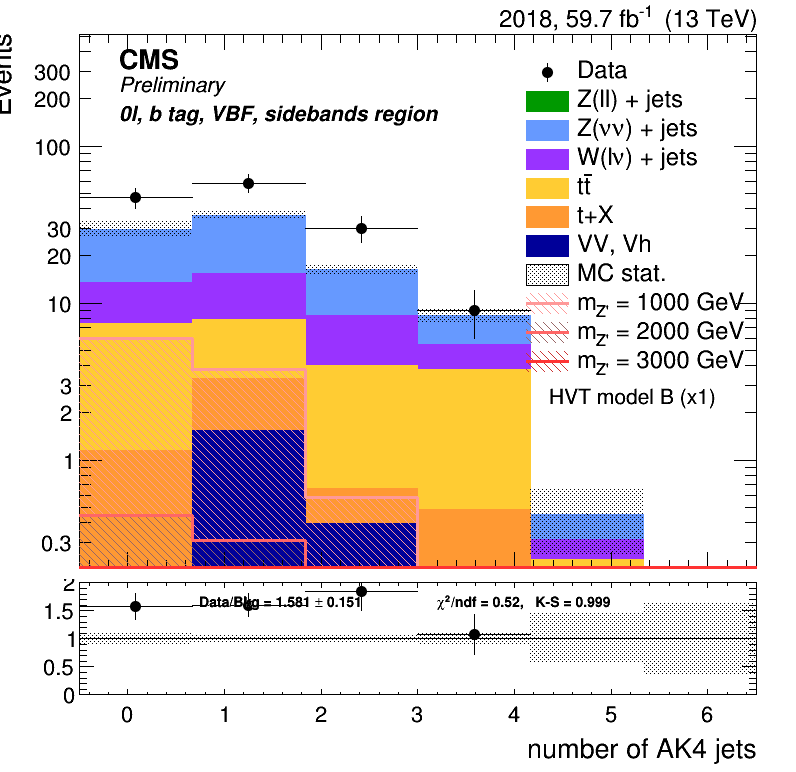 2018, 59.7 fb⁻¹ (13 TeV)
Events
CMS
Preliminary
0l, b tag, VBF, sidebands region
Data
Z(ll) + jets
Z(νν) + jets
W(lν) + jets
tt̄
t+X
VV, Vh
MC stat.
m_Z' = 1000 GeV
m_Z' = 2000 GeV
m_Z' = 3000 GeV
HVT model B (x1)
300
200
100
30
20
10
3
2
1
0.3
2
1.5
1
0.5
0
Data/Bkg = 1.581 ± 0.151
χ²/ndf = 0.52, K-S = 0.999
0 1 2 3 4 5 6
number of AK4 jets